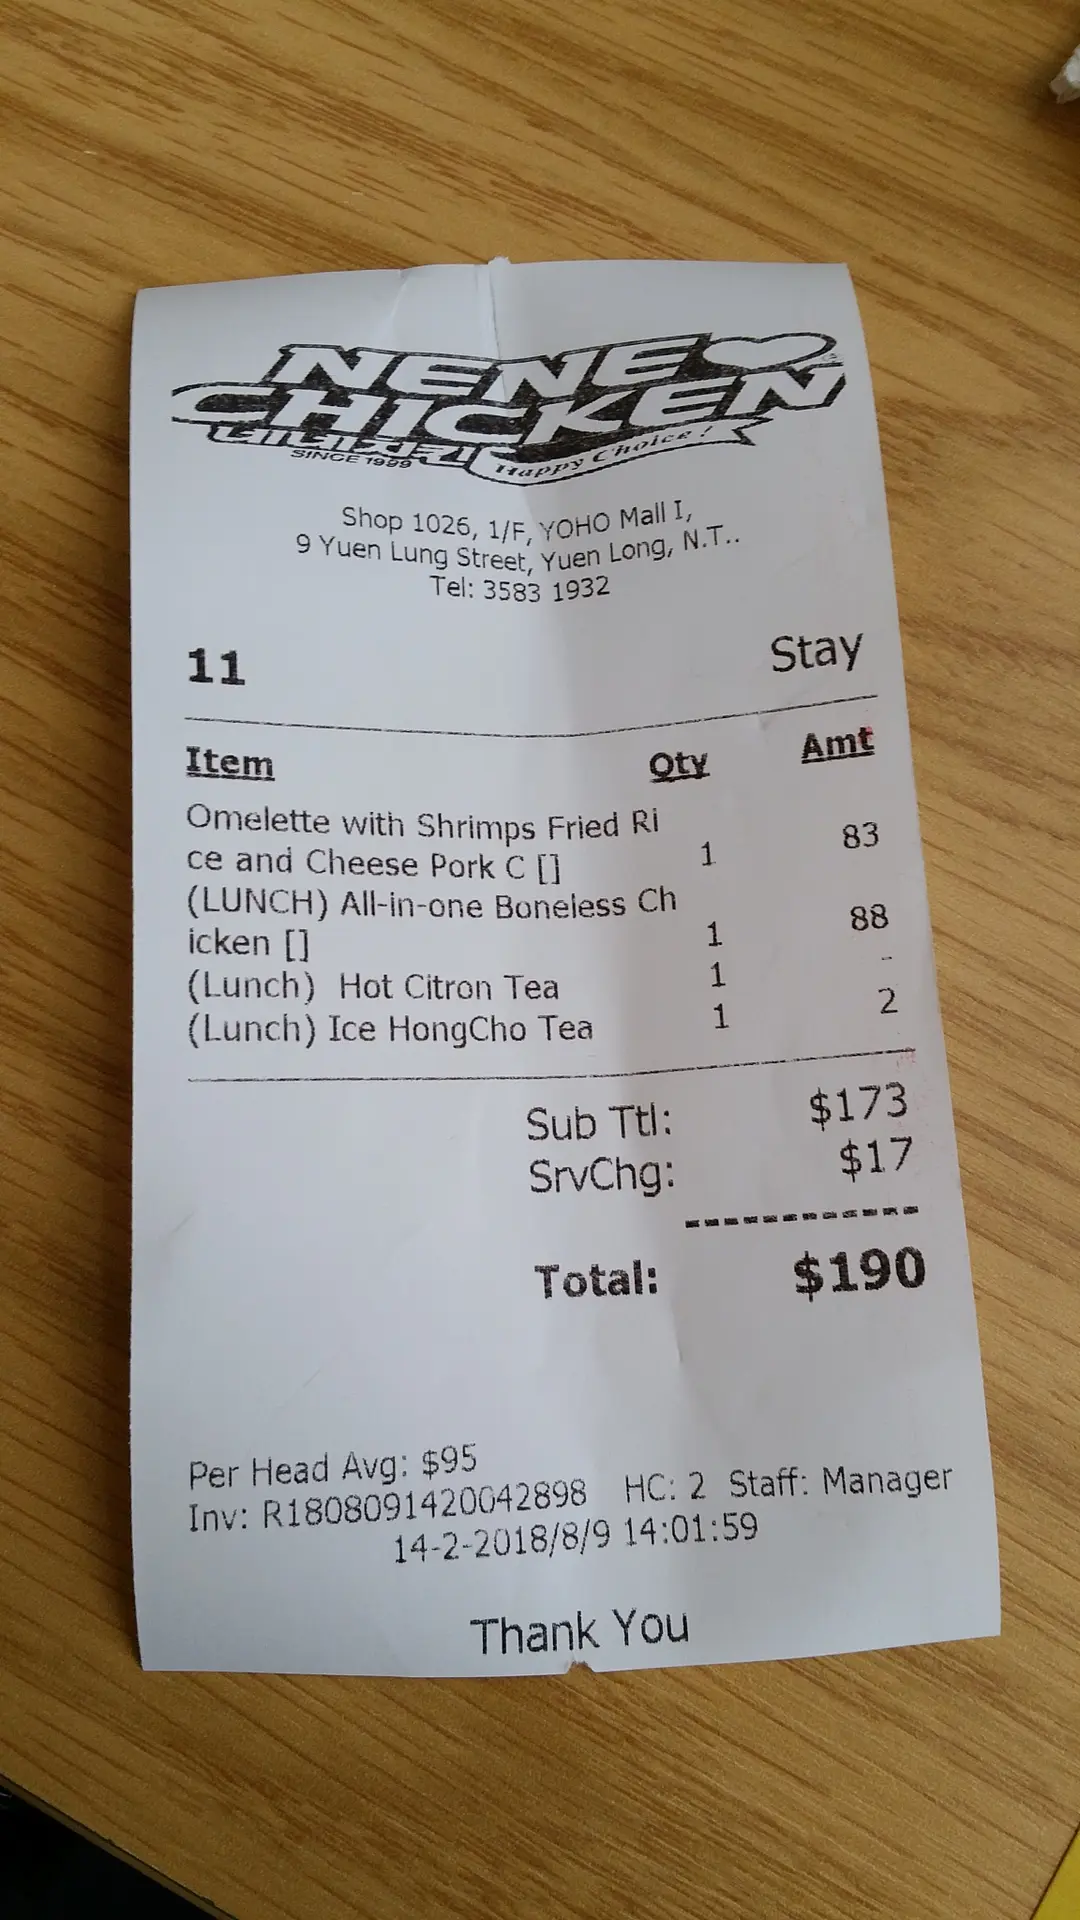 NENE
CHICKEN
네네치킨
SINCE 1999 Happy Choice !
Shop 1026, 1/F, YOHO Mall I,
9 Yuen Lung Street, Yuen Long, N.T..
Tel: 3583 1932
11 Stay
Item Qty Amt
Omelette with Shrimps Fried Ri
ce and Cheese Pork C [] 1 83
(LUNCH) All-in-one Boneless Ch
icken [] 1 88
(Lunch) Hot Citron Tea 1 -
(Lunch) Ice HongCho Tea 1 2
Sub Ttl: $173
SrvChg: $17
Total: $190
Per Head Avg: $95
Inv: R1808091420042898 HC: 2 Staff: Manager
14-2-2018/8/9 14:01:59
Thank You